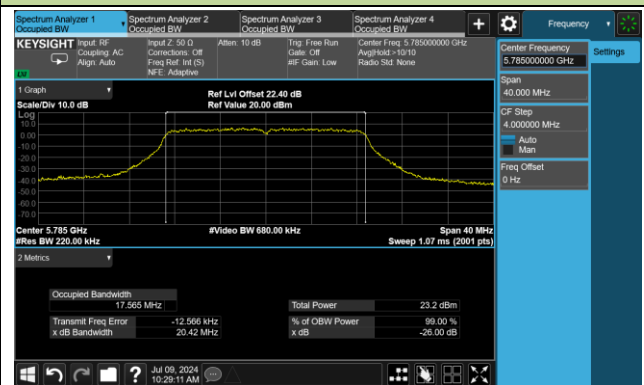 Spectrum Analyzer 1
Occupied BW
Spectrum Analyzer 2
Occupied BW
Spectrum Analyzer 3
Occupied BW
Spectrum Analyzer 4
Occupied BW
+
Frequency
KEYSIGHT
Input: RF
Coupling: AC
Align: Auto
Input Z: 50 Ω
Corrections: Off
Freq Ref: Int (S)
NFE: Adaptive
Atten: 10 dB
Trig: Free Run
Gate: Off
#IF Gain: Low
Center Freq: 5.785000000 GHz
Avg|Hold:>10/10
Radio Std: None
Center Frequency
5.785000000 GHz
Settings
Span
40.000 MHz
CF Step
4.000000 MHz
Auto
Man
Freq Offset
0 Hz
1 Graph
Scale/Div 10.0 dB
Ref Lvl Offset 22.40 dB
Ref Value 20.00 dBm
Log
10.0
0.00
-10.0
-20.0
-30.0
-40.0
-50.0
-60.0
-70.0
Center 5.785 GHz
#Res BW 220.00 kHz
#Video BW 680.00 kHz
Span 40 MHz
Sweep 1.07 ms (2001 pts)
2 Metrics
Occupied Bandwidth
17.565 MHz
Transmit Freq Error -12.566 kHz
x dB Bandwidth 20.42 MHz
Total Power 23.2 dBm
% of OBW Power 99.00 %
x dB -26.00 dB
?
Jul 09, 2024
10:29:11 AM